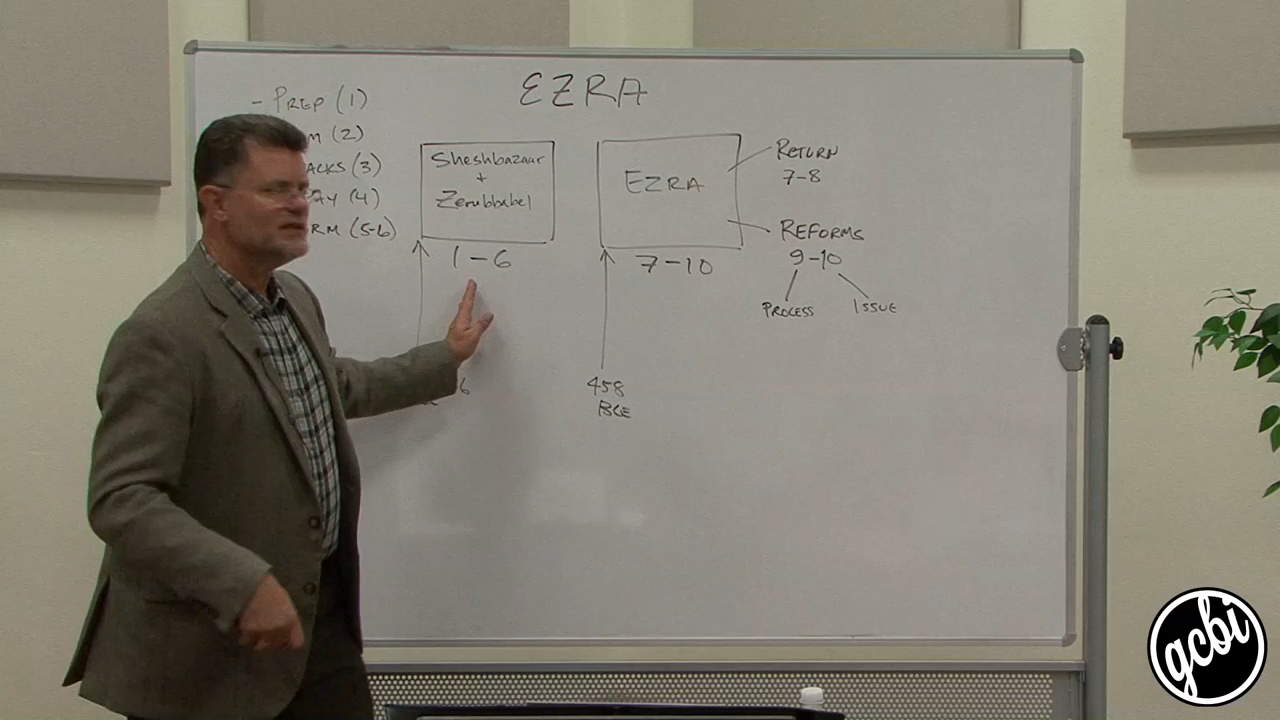 EZRA
- PREP (1)
(2)
(3)
(4)
(5-6)
Sheshbazaar
+
Zerubbabel
1-6
6
EZRA
7-10
458
BCE
RETURN
7-8
REFORMS
9-10
PROCESS
ISSUE
gcbi